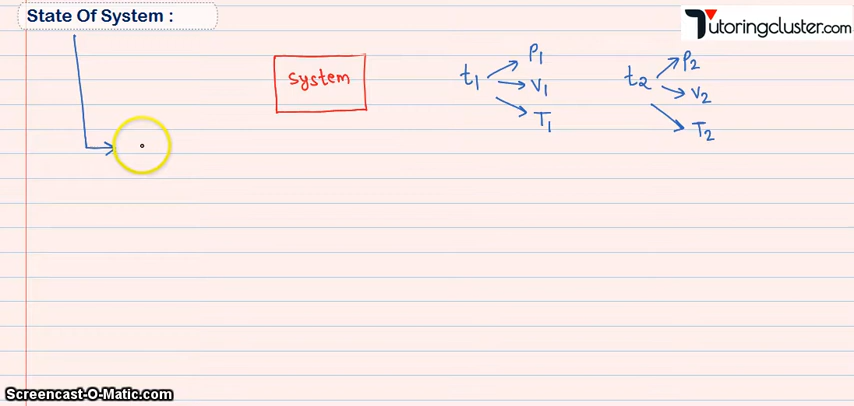 State Of System :
Tutoringcluster.com
system
t1 P1 V1 T1
t2 P2 V2 T2
Screencast-O-Matic.com